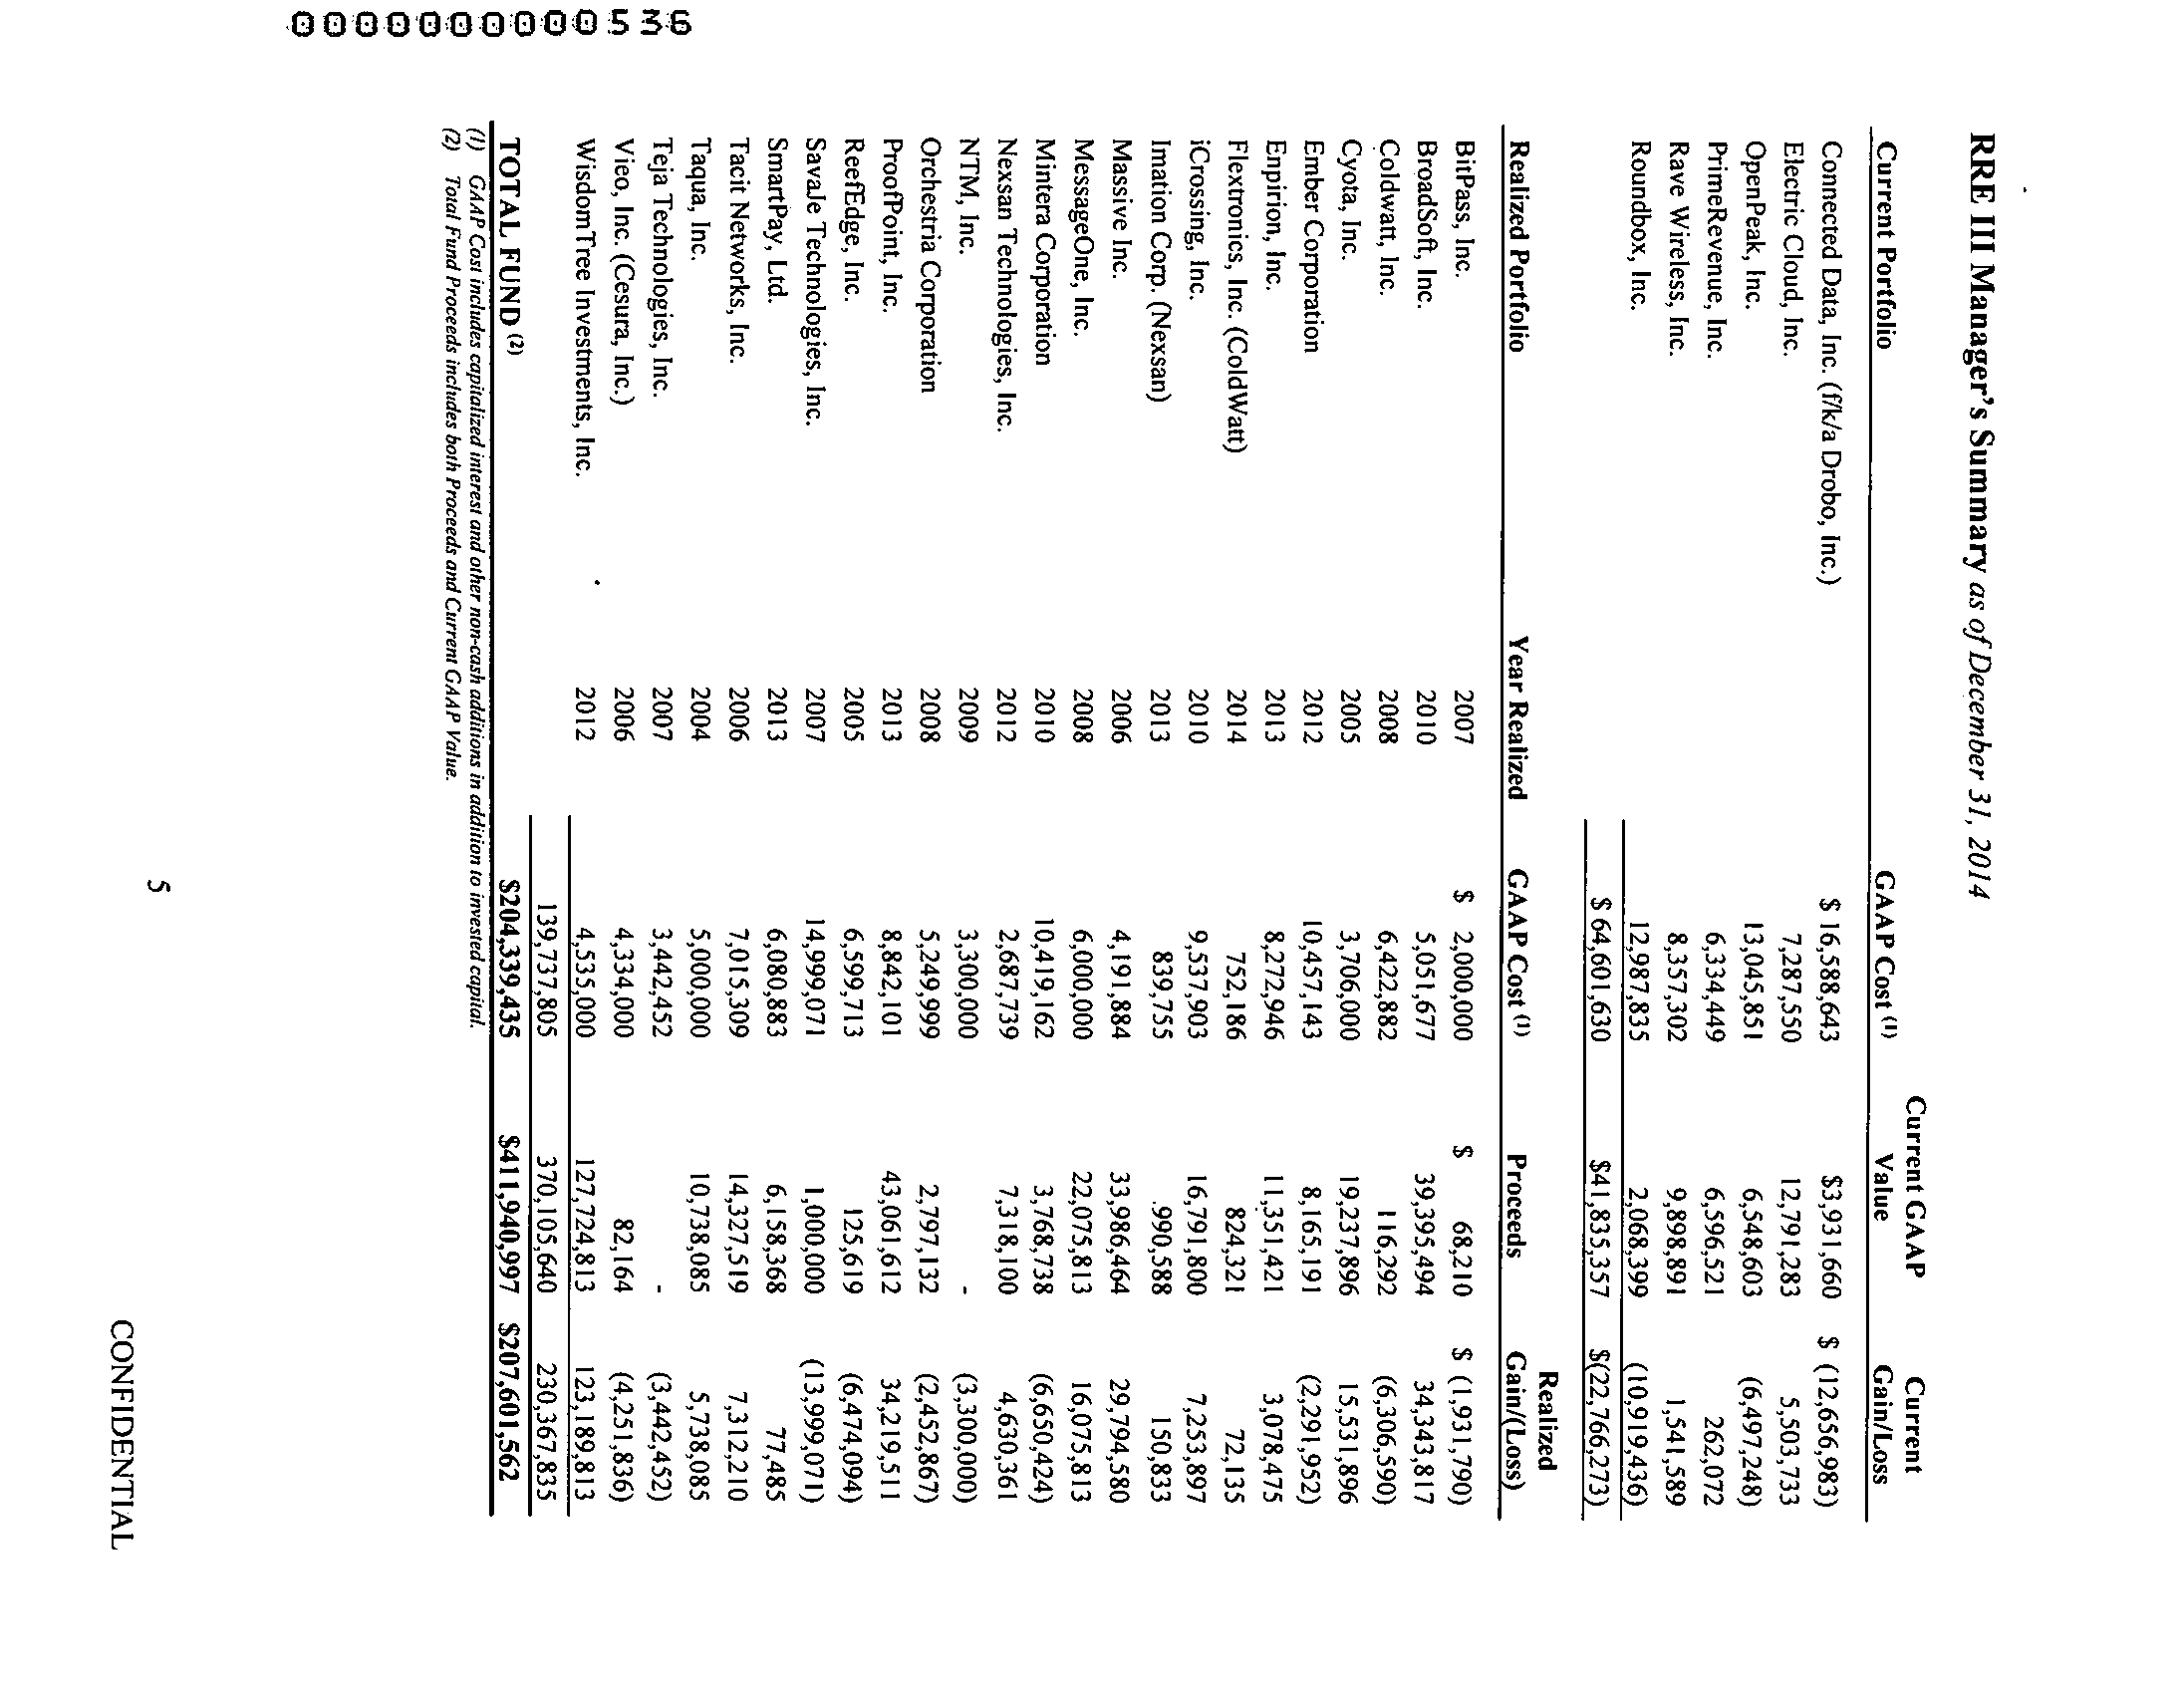 RRE III Manager's Summary as of December 31, 2014
Current Portfolio GAAP Cost (1) Current GAAP Value Current Gain/Loss
Connected Data, Inc. (f/k/a Drobo, Inc.) $ 16,588,643 $3,931,660 $ (12,656,983)
Electric Cloud, Inc. 7,287,550 12,791,283 5,503,733
OpenPeak, Inc. 13,045,851 6,548,603 (6,497,248)
PrimeRevenue, Inc. 6,334,449 6,596,521 262,072
Rave Wireless, Inc. 8,357,302 9,898,891 1,541,589
Roundbox, Inc. 12,987,835 2,068,399 (10,919,436)
$ 64,601,630 $41,835,357 $(22,766,273)
Realized Portfolio Year Realized GAAP Cost (1) Proceeds Realized Gain/(Loss)
BitPass, Inc. 2007 $ 2,000,000 $ 68,210 $ (1,931,790)
BroadSoft, Inc. 2010 5,051,677 39,395,494 34,343,817
Coldwatt, Inc. 2008 6,422,882 116,292 (6,306,590)
Cyota, Inc. 2005 3,706,000 19,237,896 15,531,896
Ember Corporation 2012 10,457,143 8,165,191 (2,291,952)
Enpirion, Inc. 2013 8,272,946 11,351,421 3,078,475
Flextronics, Inc. (ColdWatt) 2014 752,186 824,321 72,135
iCrossing, Inc. 2010 9,537,903 16,791,800 7,253,897
Imation Corp. (Nexsan) 2013 839,755 990,588 150,833
Massive Inc. 2006 4,191,884 33,986,464 29,794,580
MessageOne, Inc. 2008 6,000,000 22,075,813 16,075,813
Mintera Corporation 2010 10,419,162 3,768,738 (6,650,424)
Nexsan Technologies, Inc. 2012 2,687,739 7,318,100 4,630,361
NTM, Inc. 2009 3,300,000 - (3,300,000)
Orchestria Corporation 2008 5,249,999 2,797,132 (2,452,867)
ProofPoint, Inc. 2013 8,842,101 43,061,612 34,219,511
ReefEdge, Inc. 2005 6,599,713 125,619 (6,474,094)
SavaJe Technologies, Inc. 2007 14,999,071 1,000,000 (13,999,071)
SmartPay, Ltd. 2013 6,080,883 6,158,368 77,485
Tacit Networks, Inc. 2006 7,015,309 14,327,519 7,312,210
Taqua, Inc. 2004 5,000,000 10,738,085 5,738,085
Teja Technologies, Inc. 2007 3,442,452 - (3,442,452)
Vieo, Inc. (Cesura, Inc.) 2006 4,334,000 82,164 (4,251,836)
WisdomTree Investments, Inc. 2012 4,535,000 127,724,813 123,189,813
139,737,805 370,105,640 230,367,835
TOTAL FUND (2) $204,339,435 $411,940,997 $207,601,562
(1) GAAP Cost includes capitalized interest and other non-cash additions in addition to invested capital.
(2) Total Fund Proceeds includes both Proceeds and Current GAAP Value.
5
CONFIDENTIAL
0000000000536